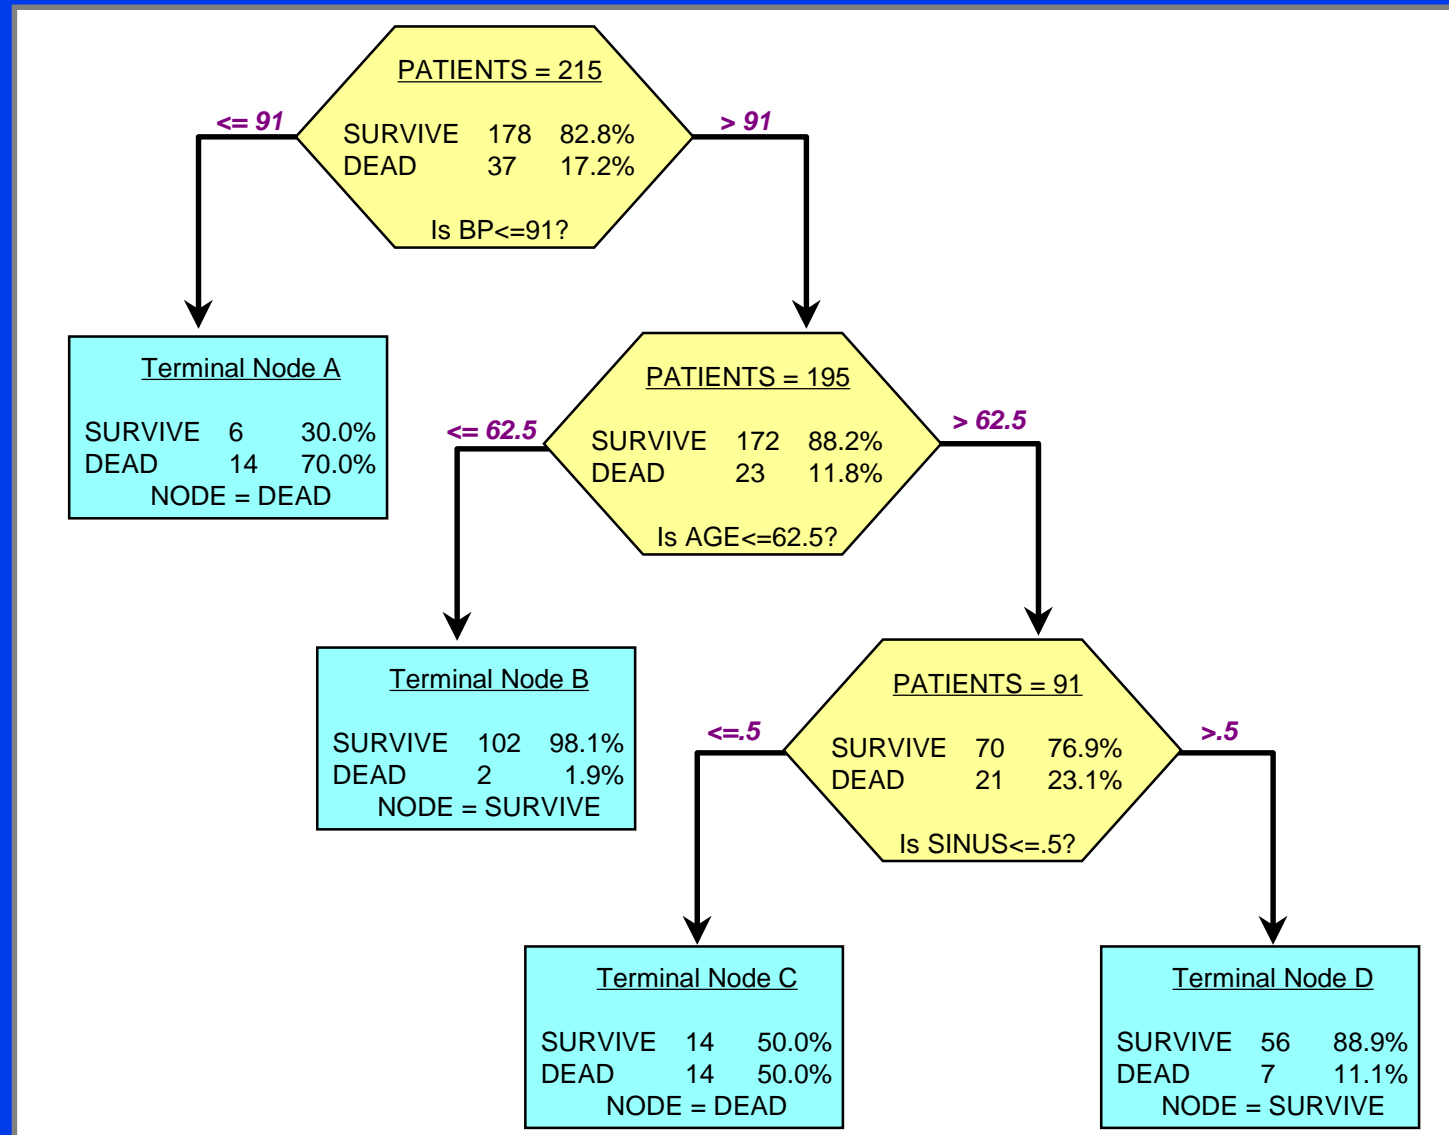 PATIENTS = 215
<= 91
> 91
SURVIVE 178 82.8%
DEAD 37 17.2%
Is BP<=91?
Terminal Node A
SURVIVE 6 30.0%
DEAD 14 70.0%
NODE = DEAD
PATIENTS = 195
<= 62.5
> 62.5
SURVIVE 172 88.2%
DEAD 23 11.8%
Is AGE<=62.5?
Terminal Node B
SURVIVE 102 98.1%
DEAD 2 1.9%
NODE = SURVIVE
PATIENTS = 91
<=.5
>.5
SURVIVE 70 76.9%
DEAD 21 23.1%
Is SINUS<=.5?
Terminal Node C
SURVIVE 14 50.0%
DEAD 14 50.0%
NODE = DEAD
Terminal Node D
SURVIVE 56 88.9%
DEAD 7 11.1%
NODE = SURVIVE